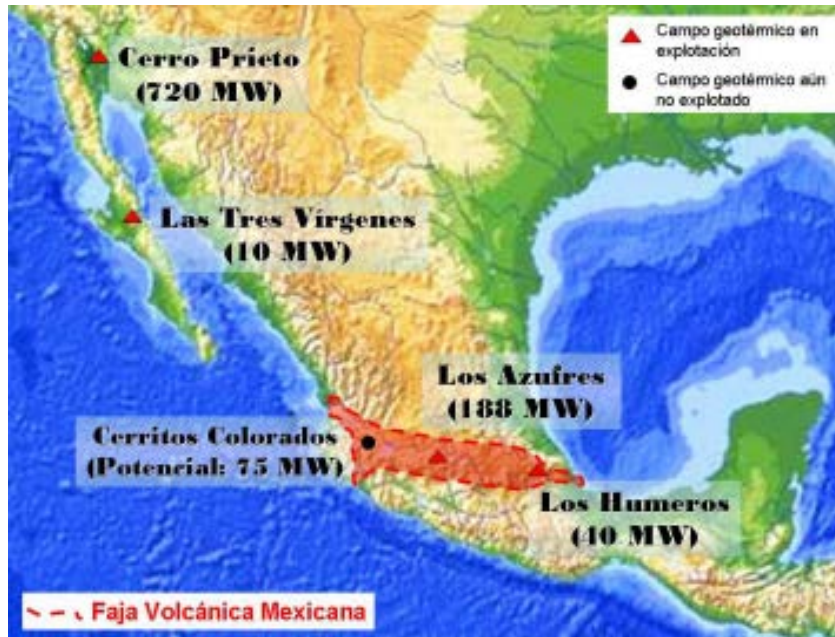 Cerro Prieto
(720 MW)
Campo geotérmico en
explotación
Campo geotérmico aún
no explotado
Las Tres Vírgenes
(10 MW)
Los Azufres
(188 MW)
Cerritos Colorados
(Potencial: 75 MW)
Los Humeros
(40 MW)
Faja Volcánica Mexicana